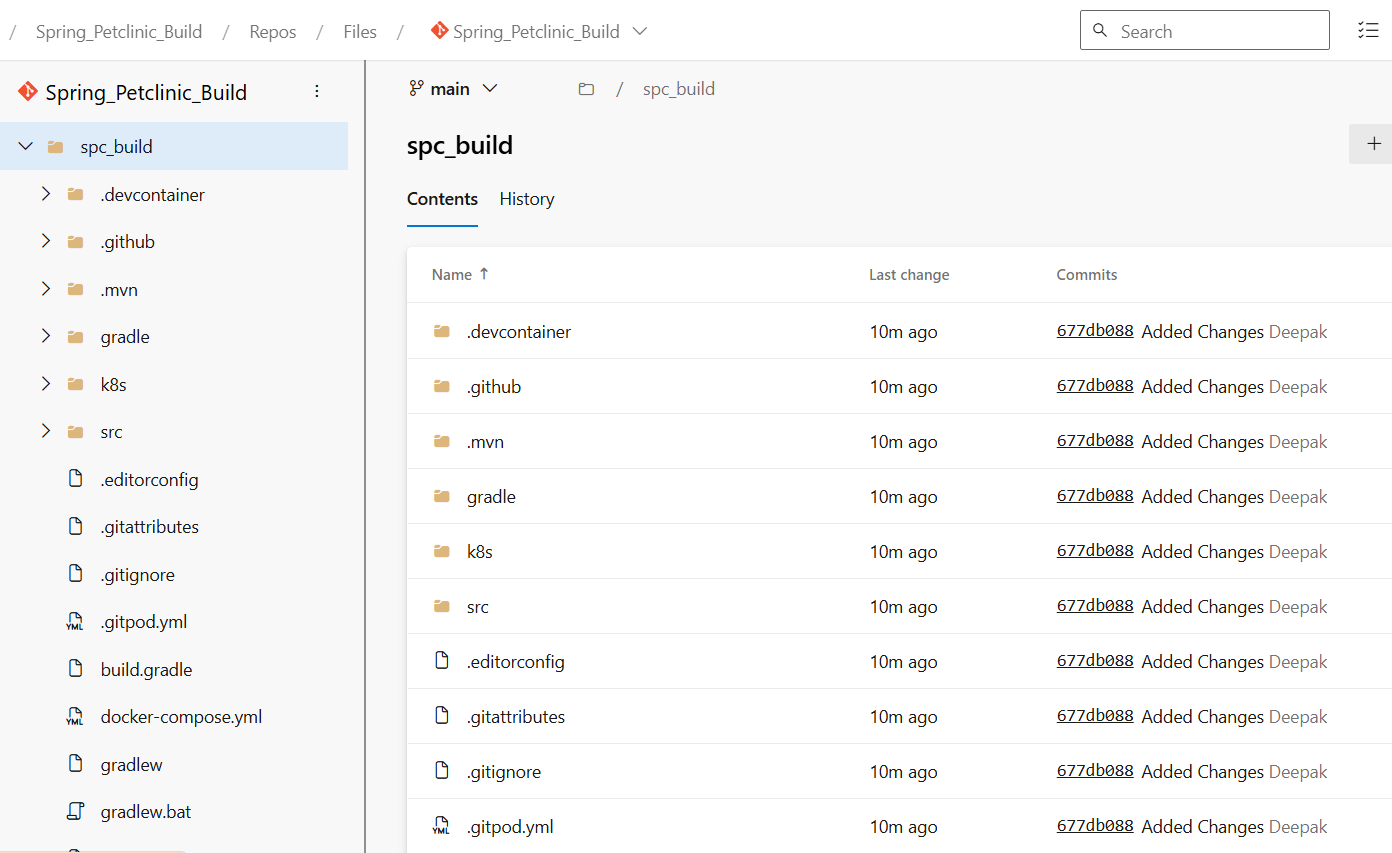 / Spring_Petclinic_Build / Repos / Files / Spring_Petclinic_Build
Search
Spring_Petclinic_Build
spc_build
.devcontainer
.github
.mvn
gradle
k8s
src
.editorconfig
.gitattributes
.gitignore
YML .gitpod.yml
build.gradle
YML docker-compose.yml
gradlew
gradlew.bat
main
/ spc_build
spc_build
+
Contents History
Name ↑ Last change Commits
.devcontainer 10m ago 677db088 Added Changes Deepak
.github 10m ago 677db088 Added Changes Deepak
.mvn 10m ago 677db088 Added Changes Deepak
gradle 10m ago 677db088 Added Changes Deepak
k8s 10m ago 677db088 Added Changes Deepak
src 10m ago 677db088 Added Changes Deepak
.editorconfig 10m ago 677db088 Added Changes Deepak
.gitattributes 10m ago 677db088 Added Changes Deepak
.gitignore 10m ago 677db088 Added Changes Deepak
YML .gitpod.yml 10m ago 677db088 Added Changes Deepak